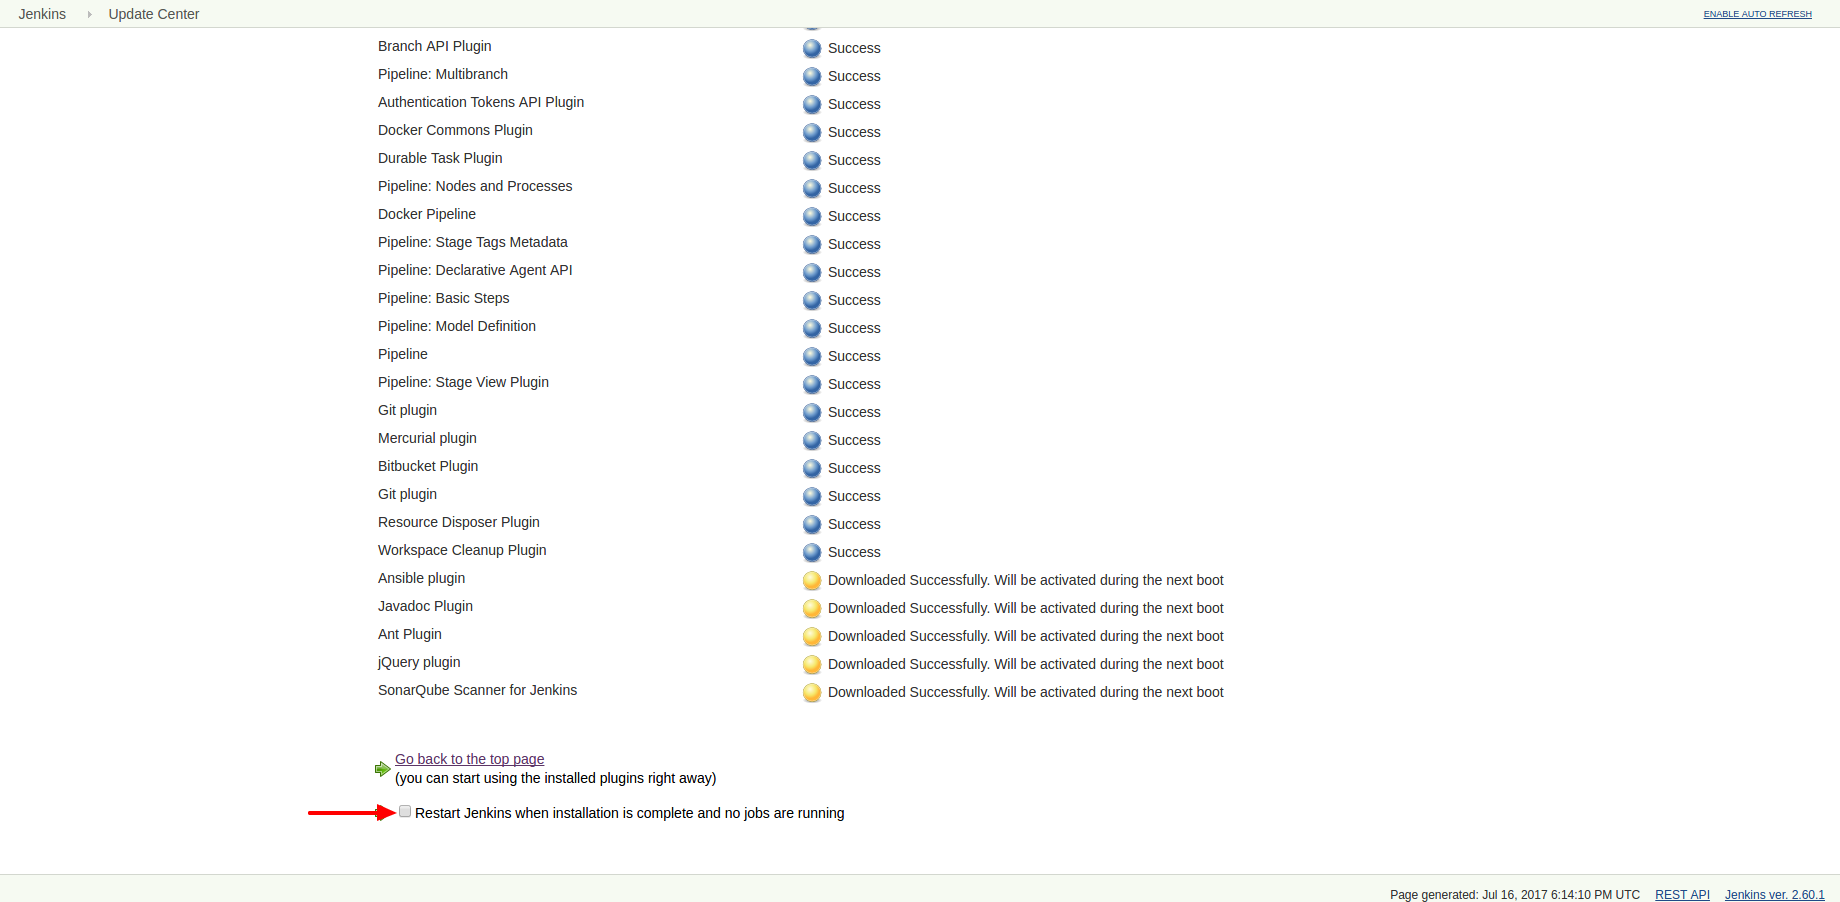 Jenkins Update Center ENABLE AUTO REFRESH
Branch API Plugin Success
Pipeline: Multibranch Success
Authentication Tokens API Plugin Success
Docker Commons Plugin Success
Durable Task Plugin Success
Pipeline: Nodes and Processes Success
Docker Pipeline Success
Pipeline: Stage Tags Metadata Success
Pipeline: Declarative Agent API Success
Pipeline: Basic Steps Success
Pipeline: Model Definition Success
Pipeline Success
Pipeline: Stage View Plugin Success
Git plugin Success
Mercurial plugin Success
Bitbucket Plugin Success
Git plugin Success
Resource Disposer Plugin Success
Workspace Cleanup Plugin Success
Ansible plugin Downloaded Successfully. Will be activated during the next boot
Javadoc Plugin Downloaded Successfully. Will be activated during the next boot
Ant Plugin Downloaded Successfully. Will be activated during the next boot
jQuery plugin Downloaded Successfully. Will be activated during the next boot
SonarQube Scanner for Jenkins Downloaded Successfully. Will be activated during the next boot
Go back to the top page
(you can start using the installed plugins right away)
Restart Jenkins when installation is complete and no jobs are running
Page generated: Jul 16, 2017 6:14:10 PM UTC REST API Jenkins ver. 2.60.1